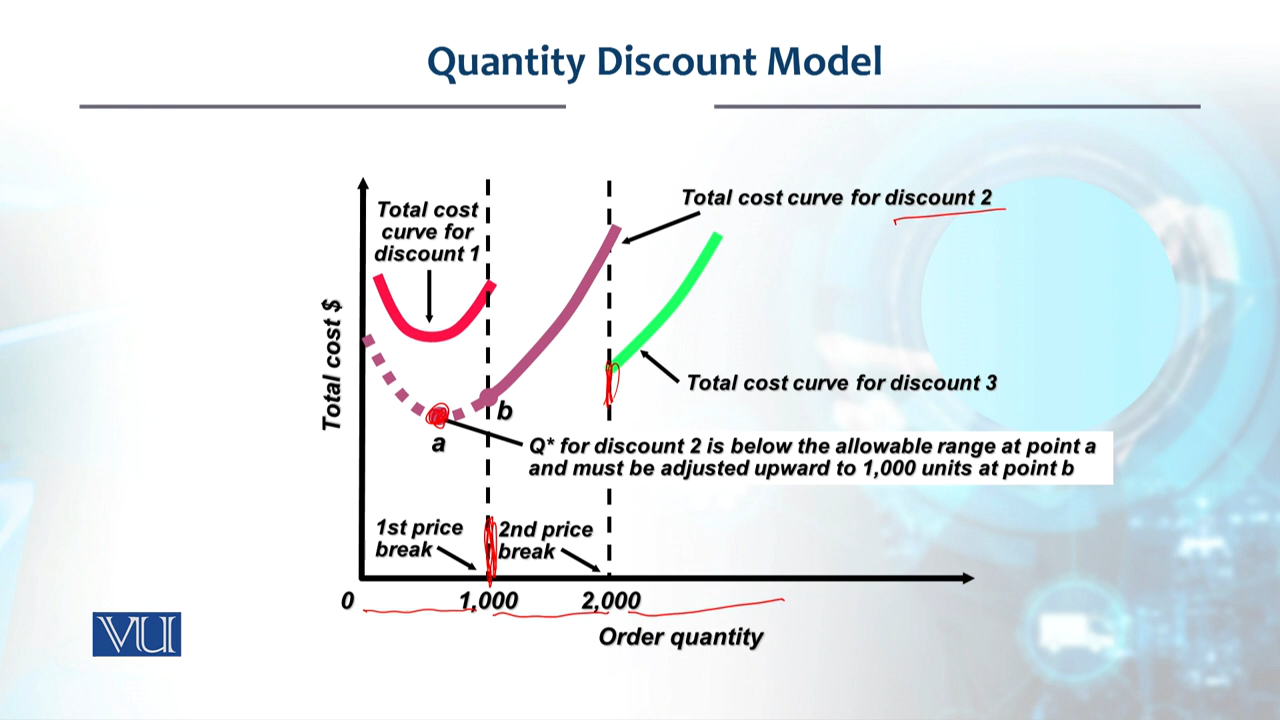 Quantity Discount Model
Total cost
curve for
discount 1
Total cost curve for discount 2
Total cost $
Total cost curve for discount 3
b
a
Q* for discount 2 is below the allowable range at point a
and must be adjusted upward to 1,000 units at point b
1st price
break
2nd price
break
0
1,000
2,000
Order quantity
VU